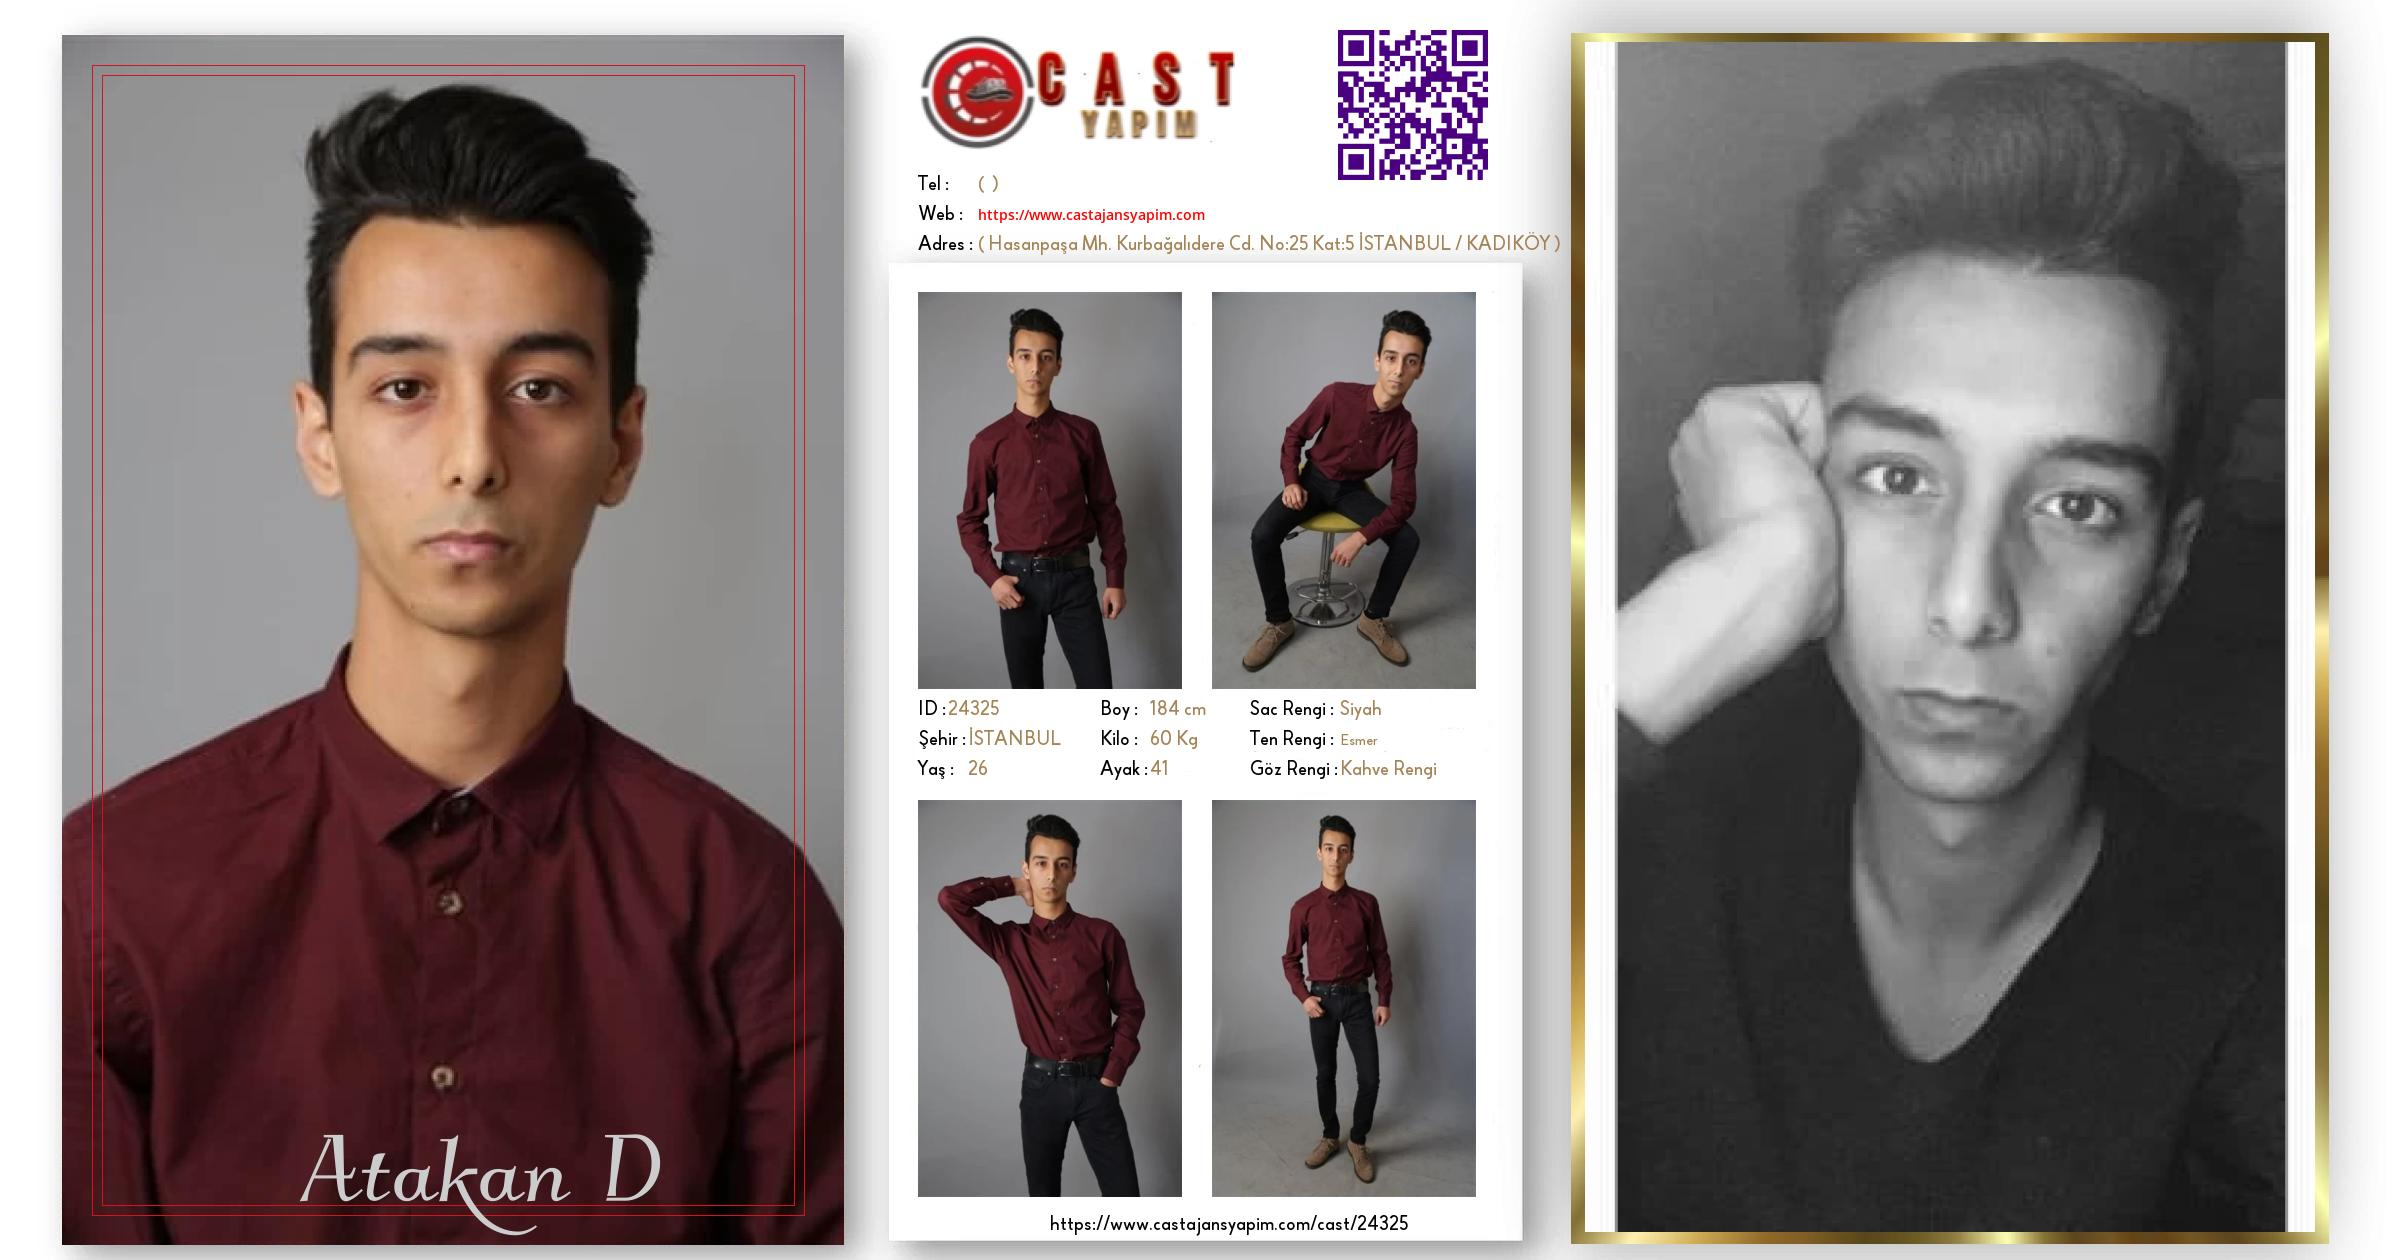 Atakan D
CAST
YAPIM
Tel : ( )
Web : https://www.castajansyapim.com
Adres : ( Hasanpaşa Mh. Kurbağalıdere Cd. No:25 Kat:5 İSTANBUL / KADIKÖY )
ID : 24325 Boy : 184 cm Sac Rengi : Siyah
Şehir : İSTANBUL Kilo : 60 Kg Ten Rengi : Esmer
Yaş : 26 Ayak : 41 Göz Rengi : Kahve Rengi
https://www.castajansyapim.com/cast/24325